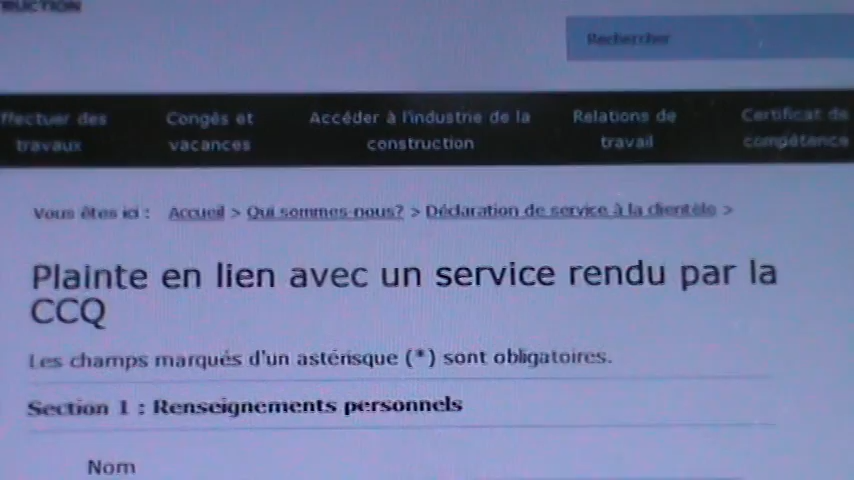 Rechercher
ffectuer des travaux
Congés et vacances
Accéder à l'industrie de la construction
Relations de travail
Certificat de compétence
Vous êtes ici : Accueil > Qui sommes-nous? > Déclaration de service à la clientèle >
Plainte en lien avec un service rendu par la
CCQ
Les champs marqués d'un astérisque (*) sont obligatoires.
Section 1 : Renseignements personnels
Nom